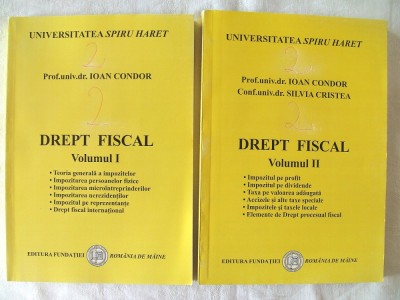 UNIVERSITATEA SPIRU HARET
2
Prof.univ.dr. IOAN CONDOR
2
DREPT FISCAL
Volumul I
• Teoria generală a impozitelor
• Impozitarea persoanelor fizice
• Impozitarea microîntreprinderilor
• Impozitarea nerezidenților
• Impozitul pe reprezentanțe
• Drept fiscal internațional
EDITURA FUNDAȚIEI ROMÂNIA DE MÂINE
UNIVERSITATEA SPIRU HARET
Prof.univ.dr. IOAN CONDOR
Conf.univ.dr. SILVIA CRISTEA
DREPT FISCAL
Volumul II
• Impozitul pe profit
• Impozitul pe dividende
• Taxa pe valoarea adăugată
• Accizele și alte taxe speciale
• Impozitele și taxele locale
• Elemente de Drept procesual fiscal
EDITURA FUNDAȚIEI ROMÂNIA DE MÂINE